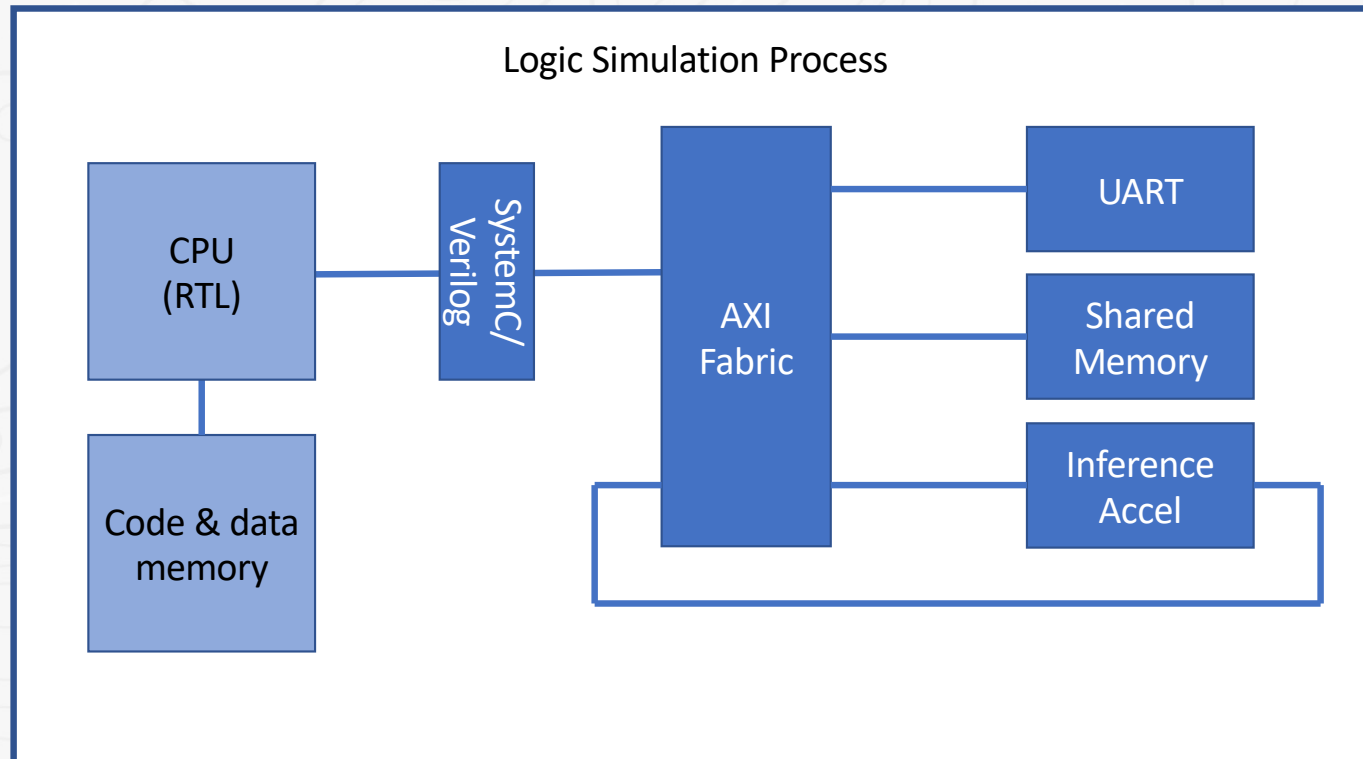 Logic Simulation Process
CPU
(RTL)
Code & data
memory
SystemC/
Verilog
AXI
Fabric
UART
Shared
Memory
Inference
Accel